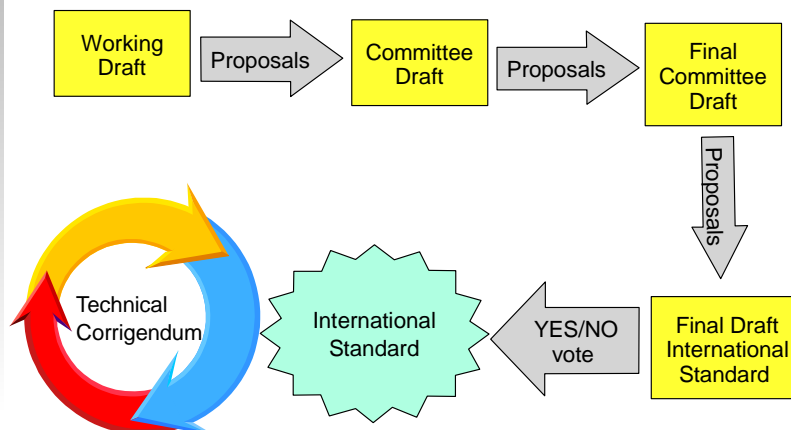 Working
Draft
Proposals
Committee
Draft
Proposals
Final
Committee
Draft
Proposals
Final Draft
International
Standard
YES/NO
vote
International
Standard
Technical
Corrigendum